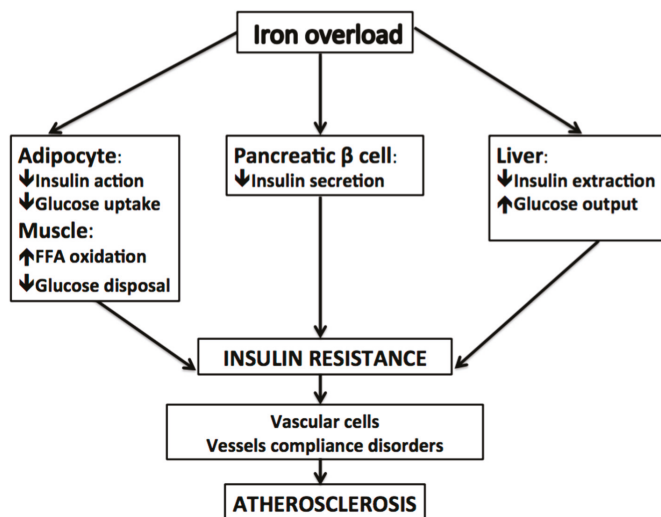 Iron overload
Adipocyte:
↓Insulin action
↓Glucose uptake
Muscle:
↑FFA oxidation
↓Glucose disposal
Pancreatic β cell:
↓Insulin secretion
Liver:
↓Insulin extraction
↑Glucose output
INSULIN RESISTANCE
Vascular cells
Vessels compliance disorders
ATHEROSCLEROSIS